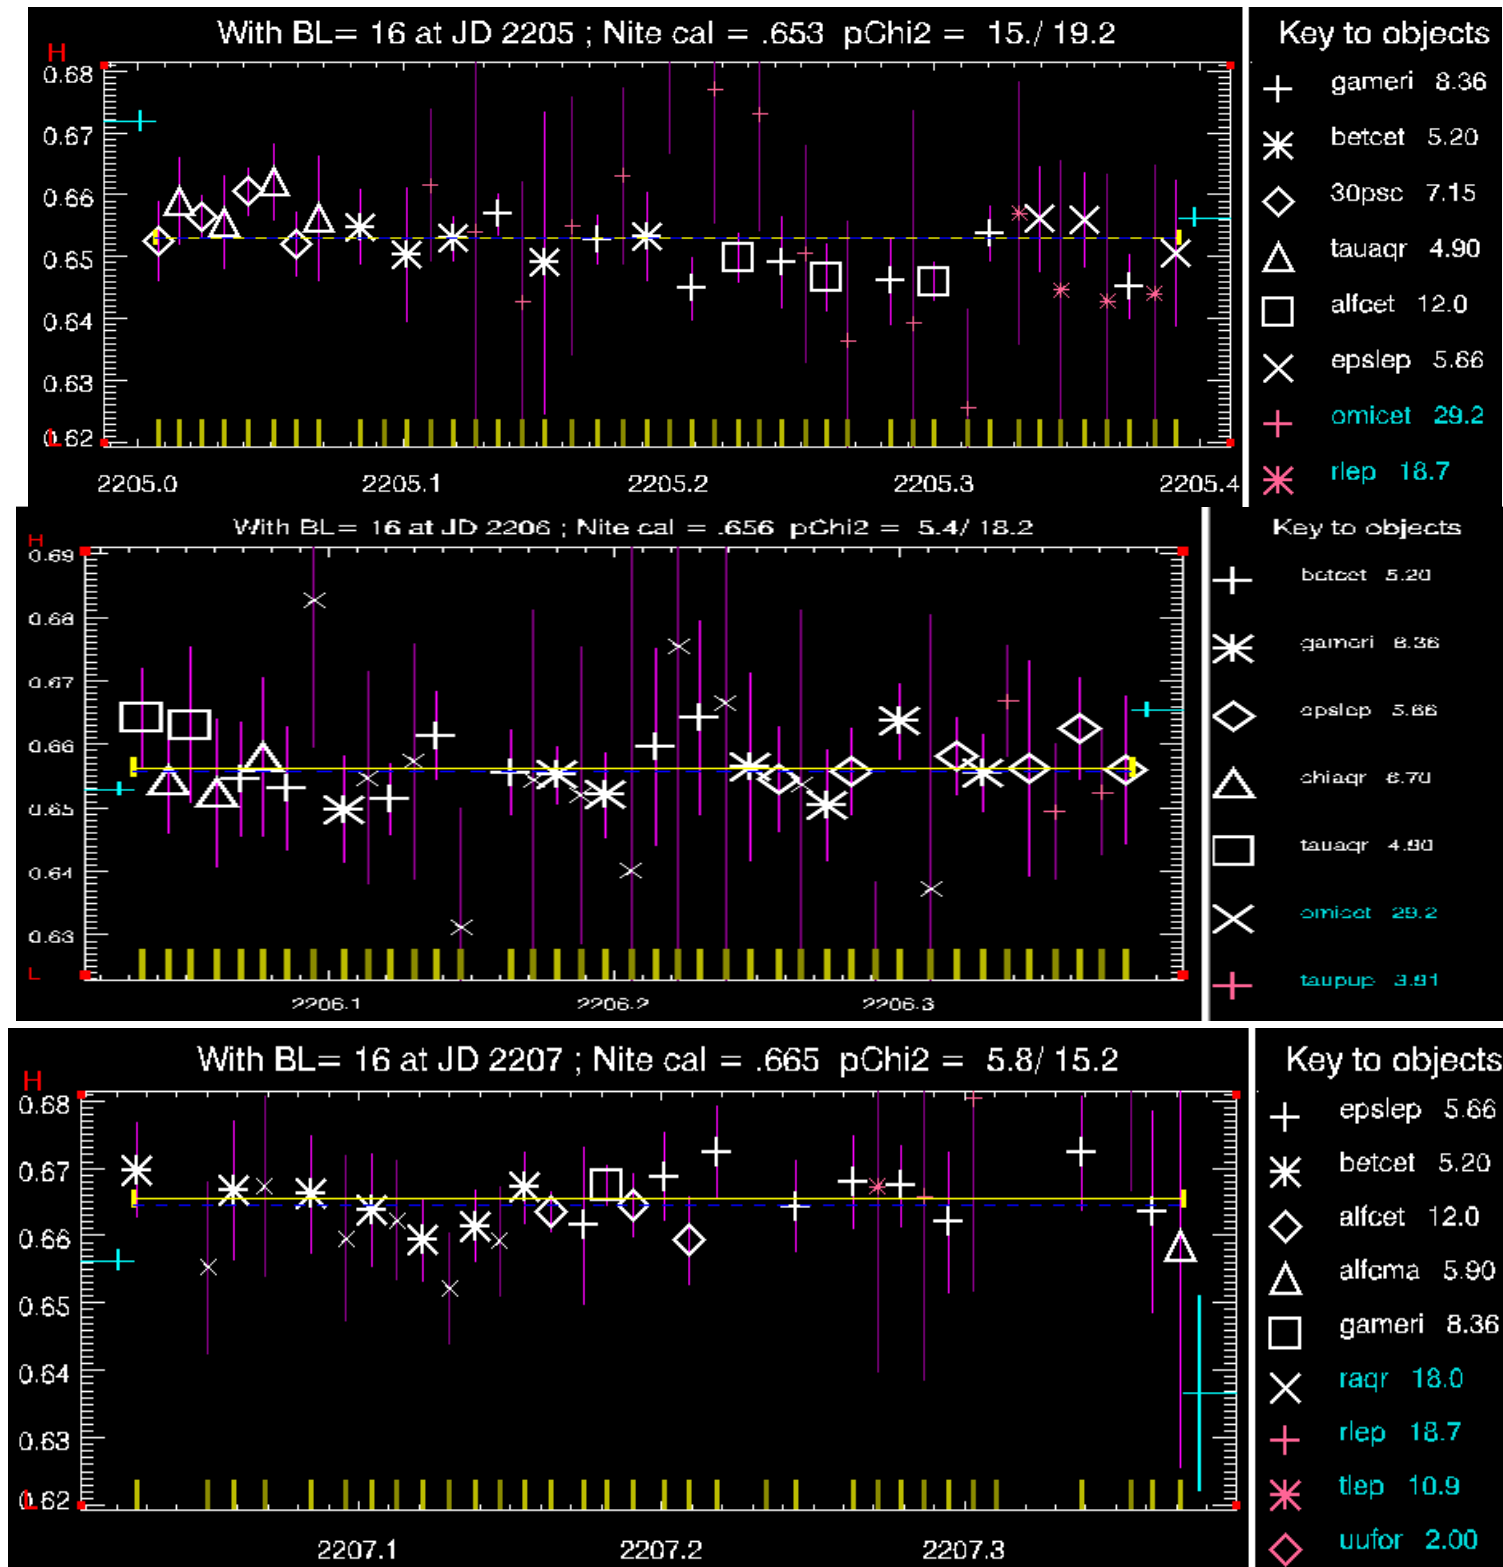 With BL= 16 at JD 2205 ; Nite cal = .653 pChi2 = 15./ 19.2
Key to objects
H
0.68
0.67
0.66
0.65
0.64
0.63
0.62
L
2205.0 2205.1 2205.2 2205.3 2205.4
gameri 8.36
betcet 5.20
30psc 7.15
tauaqr 4.90
alfcet 12.0
epslep 5.66
omicet 29.2
rlep 18.7
With BL= 16 at JD 2206 ; Nite cal = .656 pChi2 = 5.4/ 18.2
Key to objects
H
0.69
0.68
0.67
0.66
0.65
0.64
0.63
L
2206.1 2206.2 2206.3
betcet 5.20
gameri 8.36
epslep 5.66
chiaqr 6.70
tauaqr 4.90
omicet 29.2
taupup 3.91
With BL= 16 at JD 2207 ; Nite cal = .665 pChi2 = 5.8/ 15.2
Key to objects
H
0.68
0.67
0.66
0.65
0.64
0.63
0.62
L
2207.1 2207.2 2207.3
epslep 5.66
betcet 5.20
alfcet 12.0
alfcma 5.90
gameri 8.36
raqr 18.0
rlep 18.7
tlep 10.9
uufor 2.00